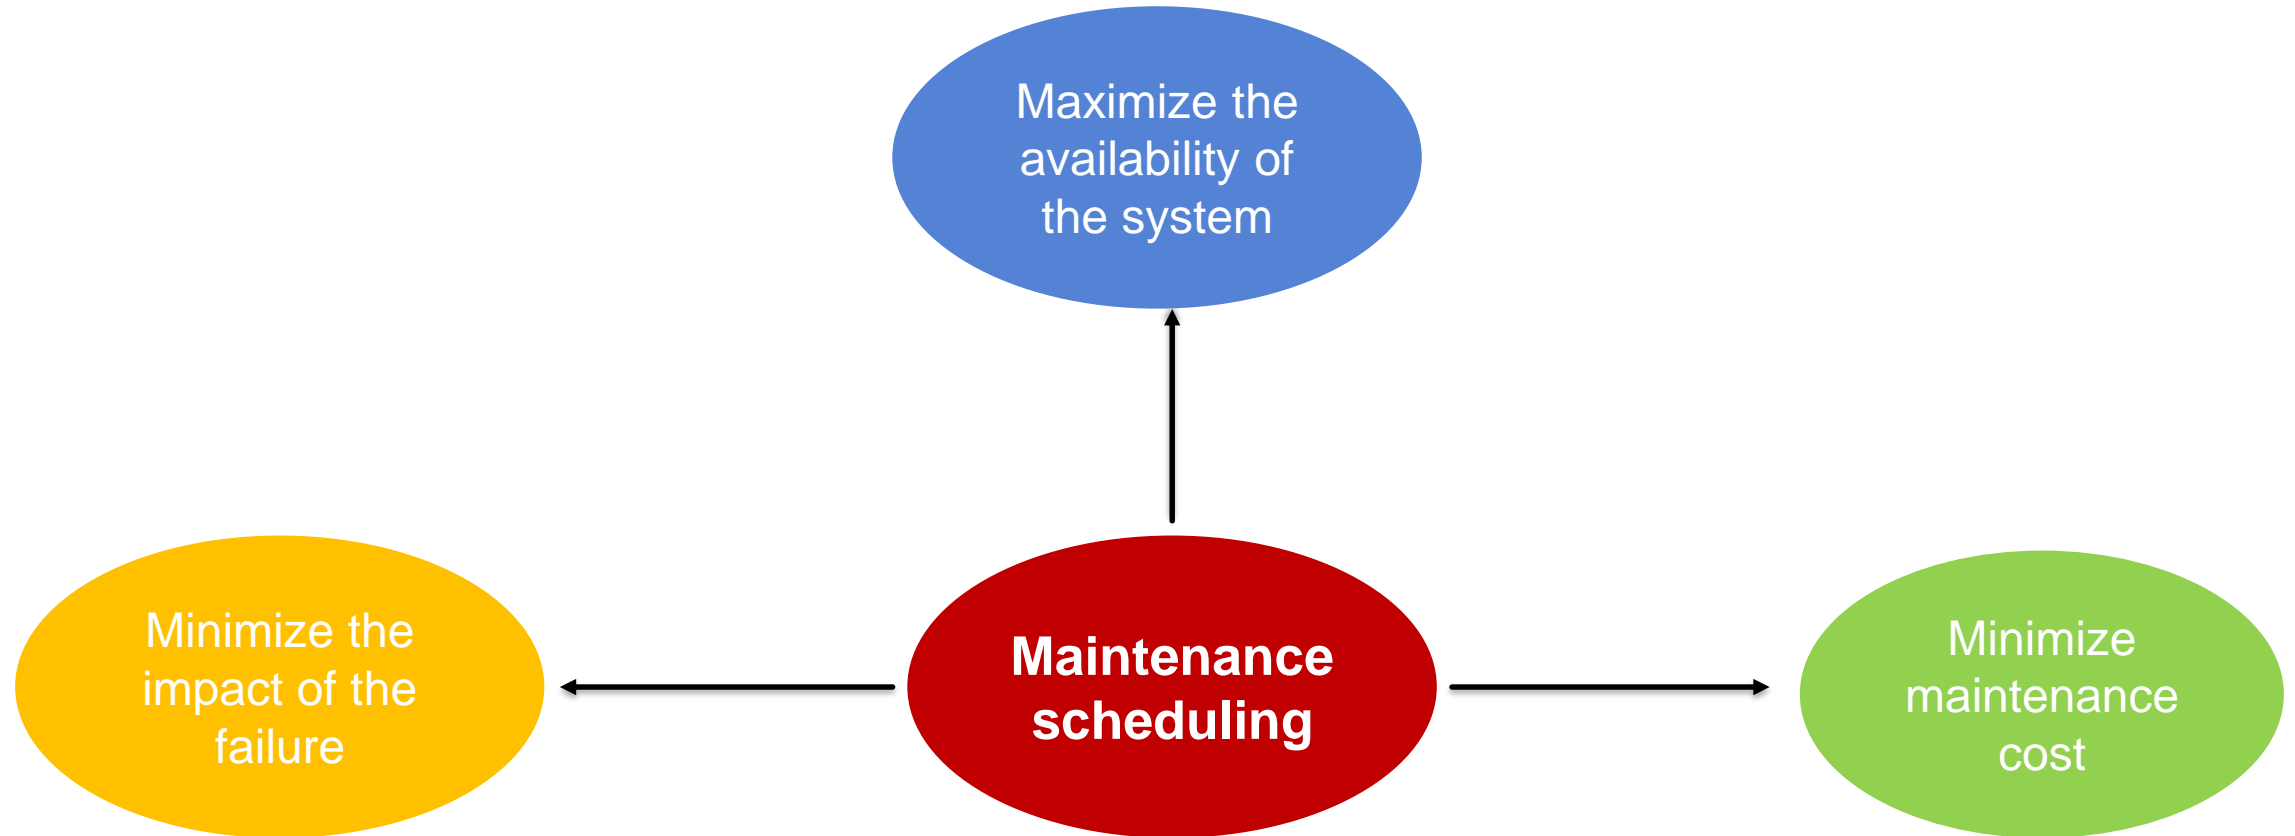 Maximize the
availability of
the system
Minimize the
impact of the
failure
Maintenance
scheduling
Minimize
maintenance
cost